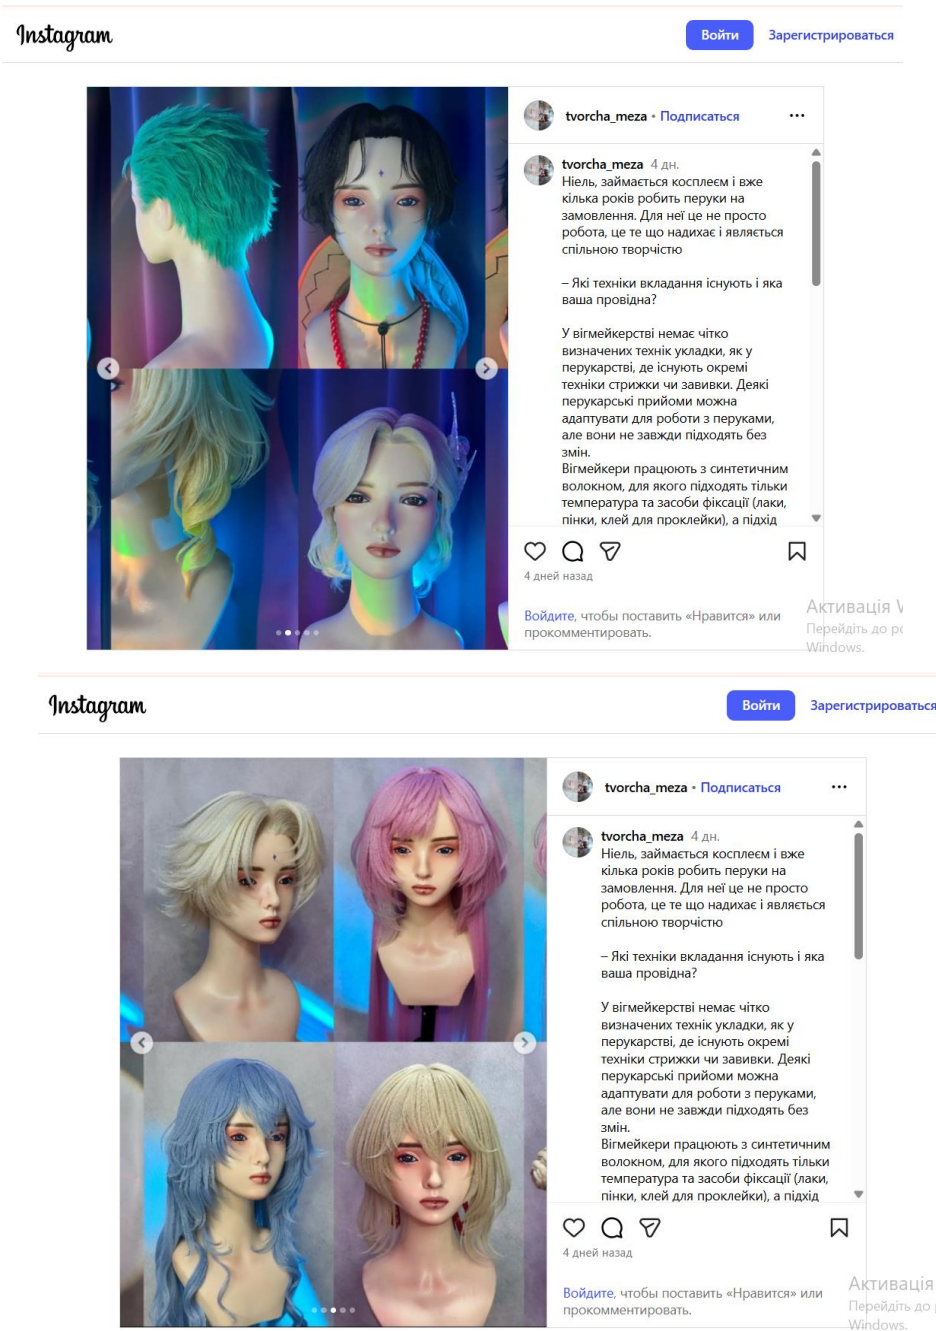 Instagram
Войти
Зарегистрироваться
tvorcha_meza • Подписаться
tvorcha_meza 4 дн.
Ніель, займається косплеєм і вже
кілька років робить перуки на
замовлення. Для неї це не просто
робота, це те що надихає і являється
спільною творчістю
– Які техніки вкладання існують і яка
ваша провідна?
У вігмейкерстві немає чітко
визначених технік укладки, як у
перукарстві, де існують окремі
техніки стрижки чи завивки. Деякі
перукарські прийоми можна
адаптувати для роботи з перуками,
але вони не завжди підходять без
змін.
Вігмейкери працюють з синтетичним
волокном, для якого підходять тільки
температура та засоби фіксації (лаки,
пінки, клей для проклейки), а підхід
4 дней назад
Войдите, чтобы поставить «Нравится» или
прокомментировать.
Активація
Перейдіть до
Windows.
Instagram
Войти
Зарегистрироваться
tvorcha_meza • Подписаться
tvorcha_meza 4 дн.
Ніель, займається косплеєм і вже
кілька років робить перуки на
замовлення. Для неї це не просто
робота, це те що надихає і являється
спільною творчістю
– Які техніки вкладання існують і яка
ваша провідна?
У вігмейкерстві немає чітко
визначених технік укладки, як у
перукарстві, де існують окремі
техніки стрижки чи завивки. Деякі
перукарські прийоми можна
адаптувати для роботи з перуками,
але вони не завжди підходять без
змін.
Вігмейкери працюють з синтетичним
волокном, для якого підходять тільки
температура та засоби фіксації (лаки,
пінки, клей для проклейки), а підхід
4 дней назад
Войдите, чтобы поставить «Нравится» или
прокомментировать.
Активація
Перейдіть до
Windows.